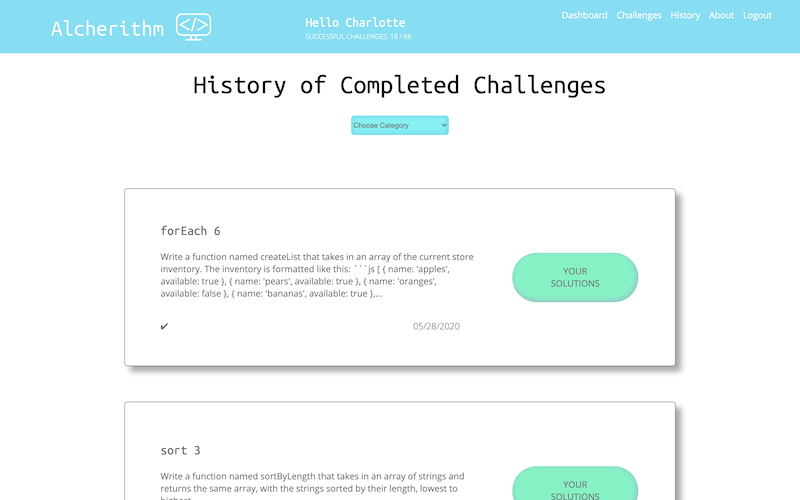 Alcherithm </>
Hello Charlotte
SUCCESSFUL CHALLENGES: 18 / 68
Dashboard Challenges History About Logout
History of Completed Challenges
Choose Category
forEach 6
Write a function named createList that takes in an array of the current store
inventory. The inventory is formatted like this: ```js [ { name: 'apples',
available: true }, { name: 'pears', available: true }, { name: 'oranges',
available: false }, { name: 'bananas', available: true },...
YOUR
SOLUTIONS
✔ 05/28/2020
sort 3
Write a function named sortByLength that takes in an array of strings and
returns the same array, with the strings sorted by their length, lowest to
highest
YOUR
SOLUTIONS